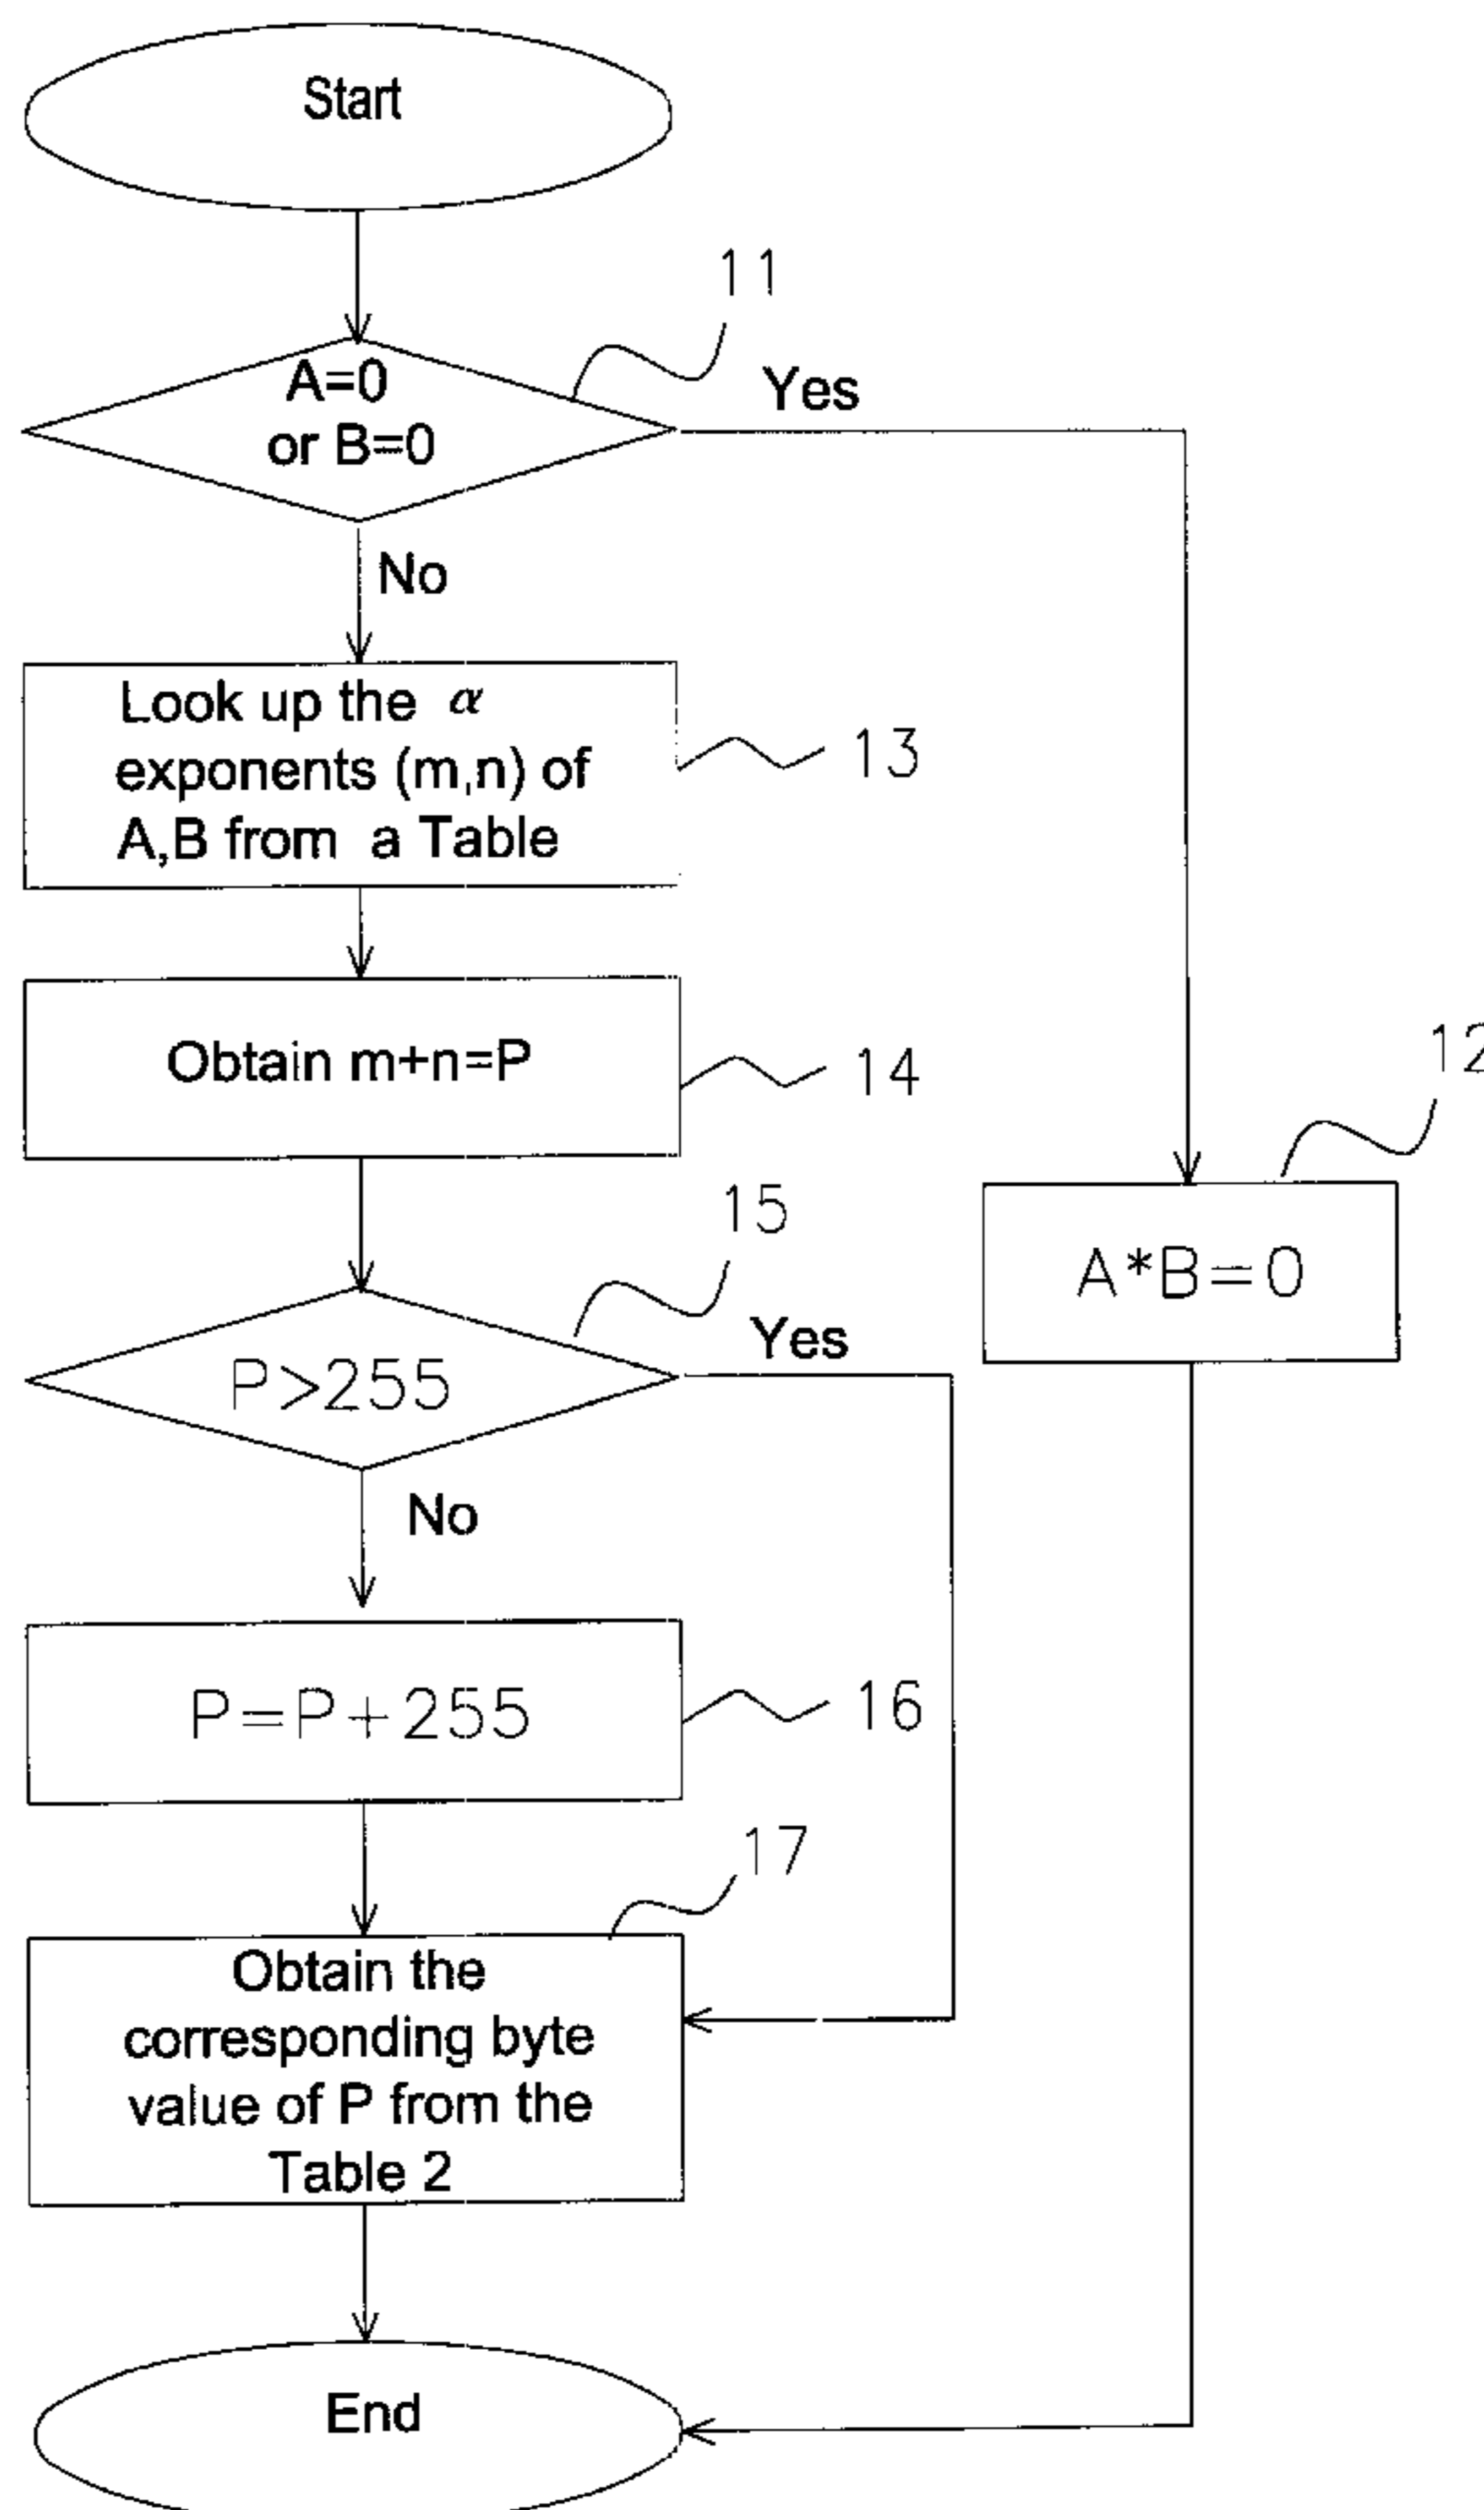 Start
11
A=0
or B=0
Yes
No
Look up the α
exponents (m,n) of
A,B from a Table
13
Obtain m+n=P
14
12
A*B=0
15
P>255
Yes
No
P=P+255
16
17
Obtain the
corresponding byte
value of P from the
Table 2
End